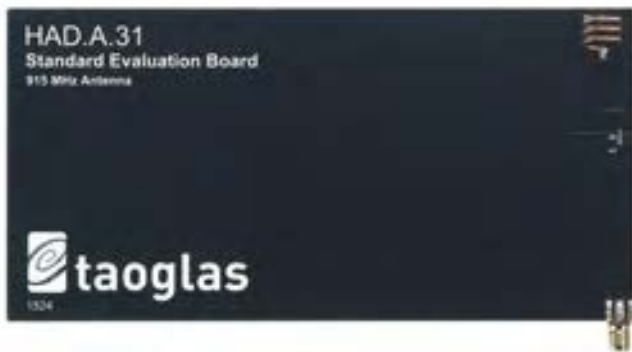 HAD.A.31
Standard Evaluation Board
915 MHz Antenna
taoglas
1524